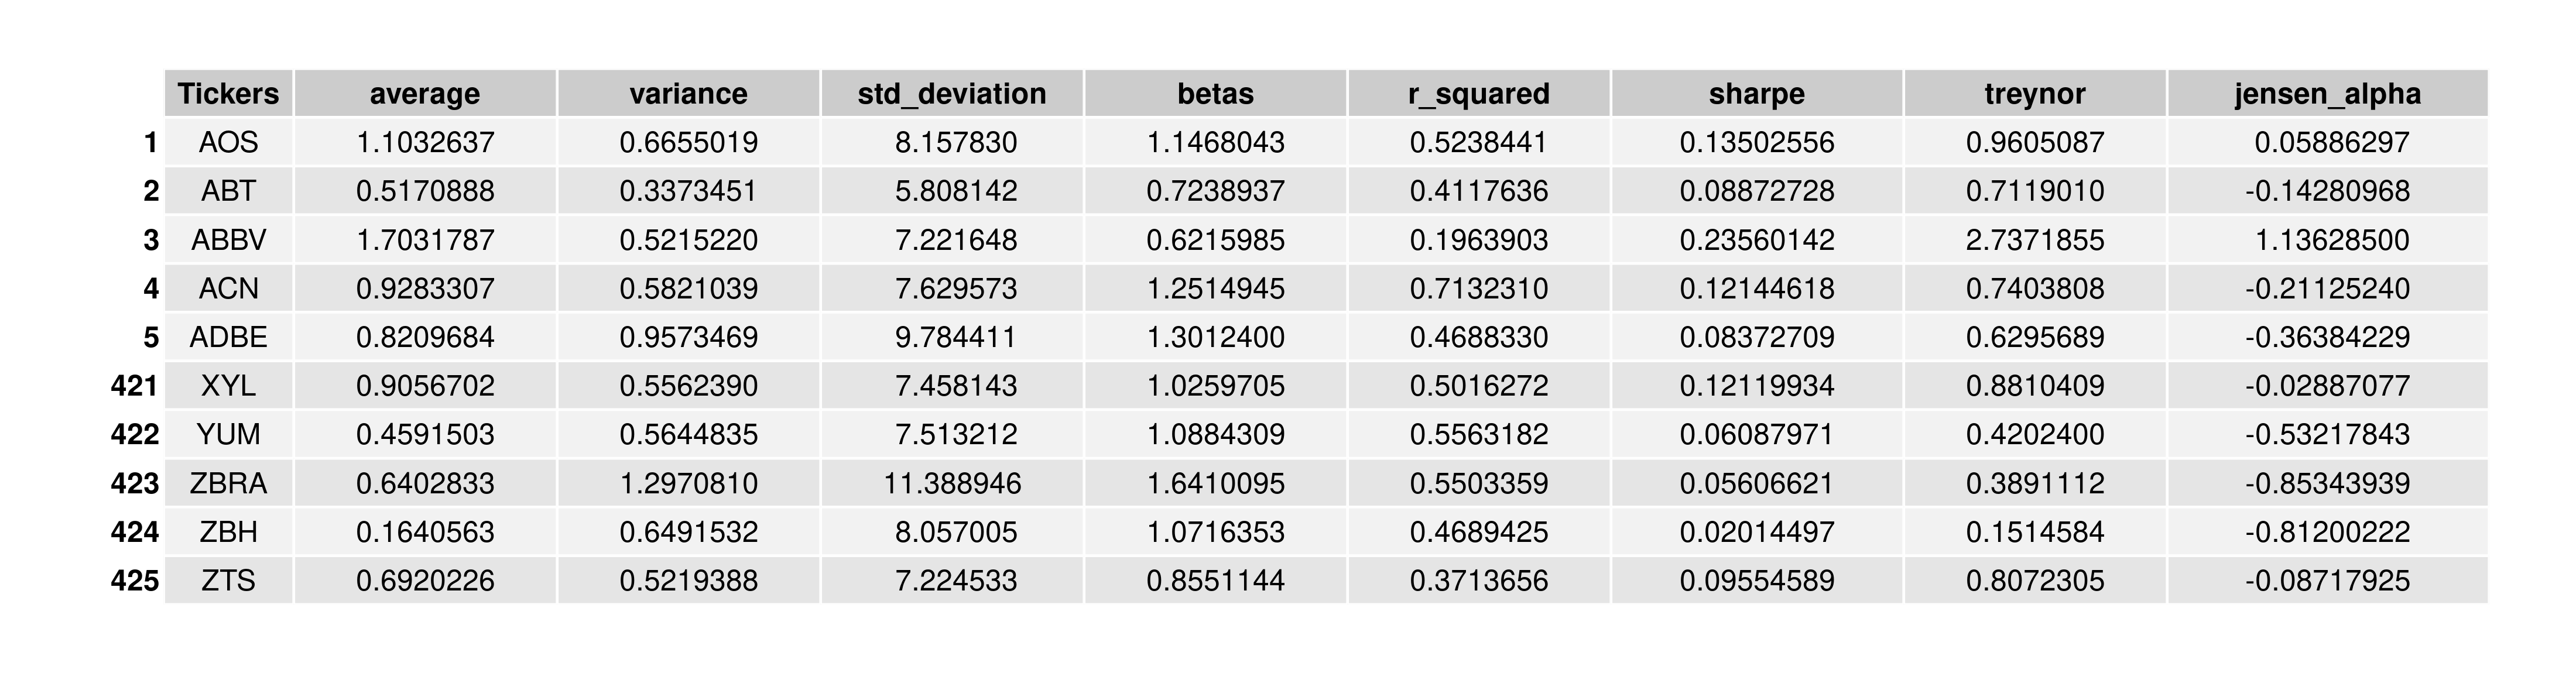 Tickers average variance std_deviation betas r_squared sharpe treynor jensen_alpha
1 AOS 1.1032637 0.6655019 8.157830 1.1468043 0.5238441 0.13502556 0.9605087 0.05886297
2 ABT 0.5170888 0.3373451 5.808142 0.7238937 0.4117636 0.08872728 0.7119010 -0.14280968
3 ABBV 1.7031787 0.5215220 7.221648 0.6215985 0.1963903 0.23560142 2.7371855 1.13628500
4 ACN 0.9283307 0.5821039 7.629573 1.2514945 0.7132310 0.12144618 0.7403808 -0.21125240
5 ADBE 0.8209684 0.9573469 9.784411 1.3012400 0.4688330 0.08372709 0.6295689 -0.36384229
421 XYL 0.9056702 0.5562390 7.458143 1.0259705 0.5016272 0.12119934 0.8810409 -0.02887077
422 YUM 0.4591503 0.5644835 7.513212 1.0884309 0.5563182 0.06087971 0.4202400 -0.53217843
423 ZBRA 0.6402833 1.2970810 11.388946 1.6410095 0.5503359 0.05606621 0.3891112 -0.85343939
424 ZBH 0.1640563 0.6491532 8.057005 1.0716353 0.4689425 0.02014497 0.1514584 -0.81200222
425 ZTS 0.6920226 0.5219388 7.224533 0.8551144 0.3713656 0.09554589 0.8072305 -0.08717925